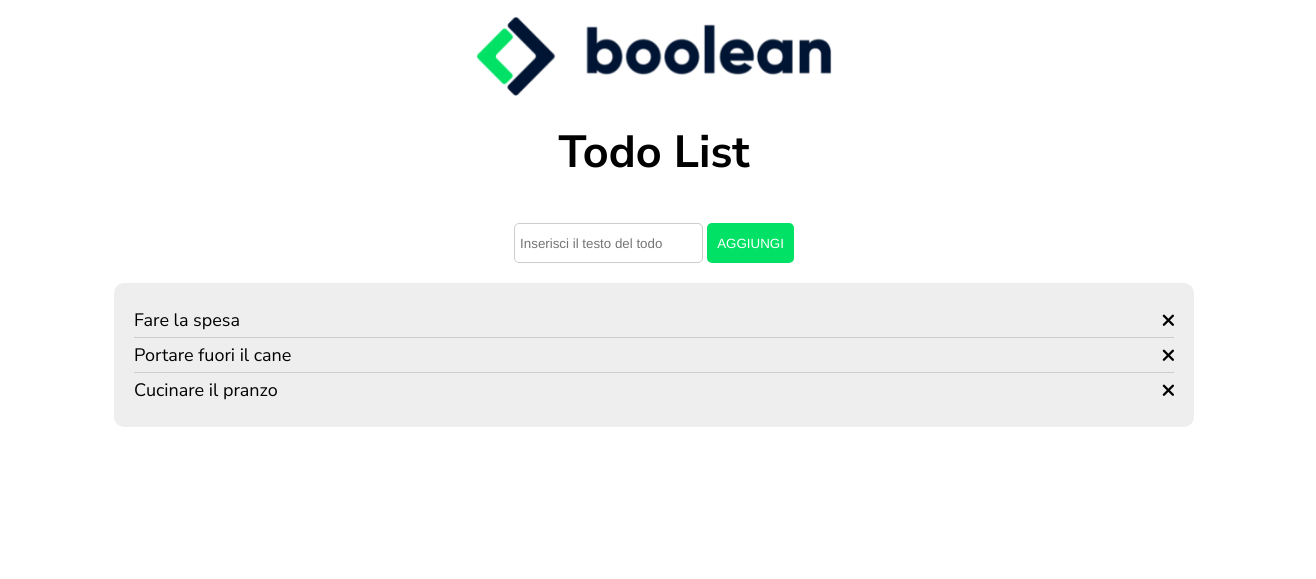 boolean
Todo List
Inserisci il testo del todo AGGIUNGI
Fare la spesa
Portare fuori il cane
Cucinare il pranzo